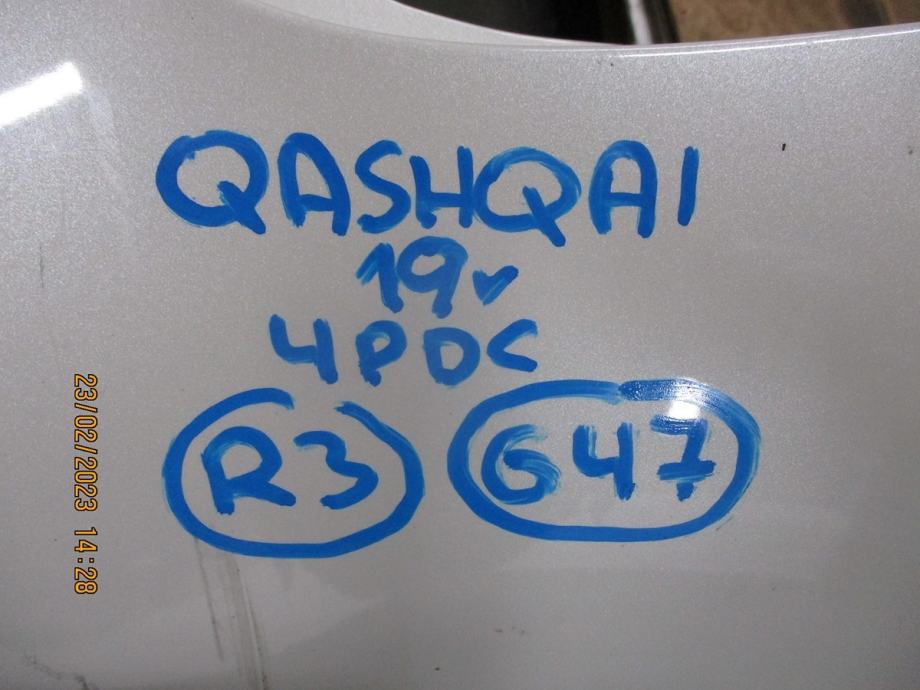 QASHQAI
19v
4PDC
R3 G47
23/02/2023 14:28